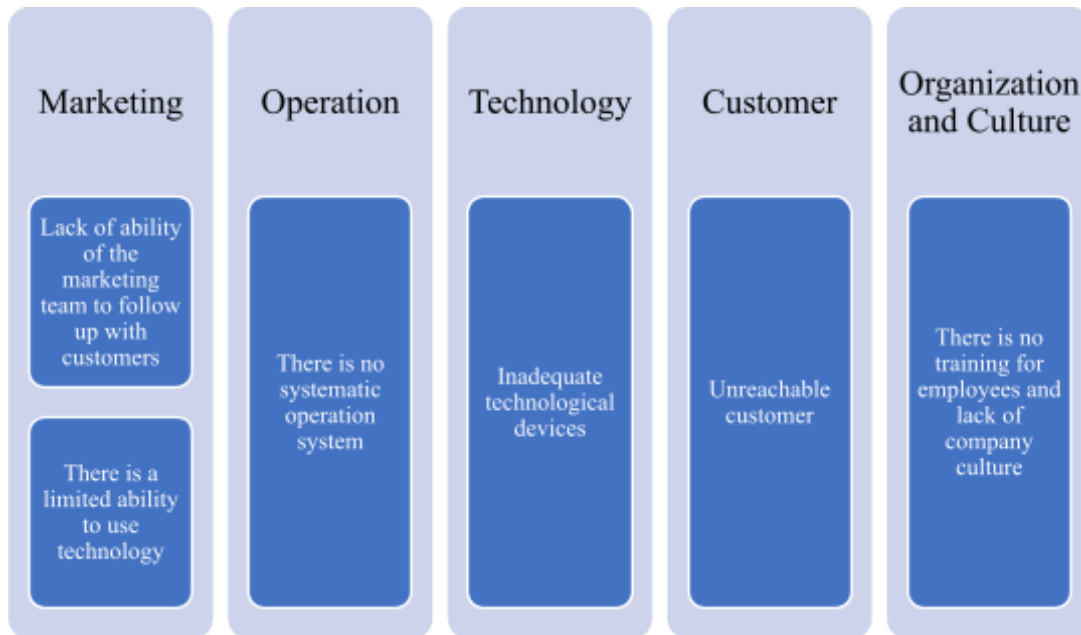 Marketing
Lack of ability
of the
marketing
team to follow
up with
customers
There is a
limited ability
to use
technology
Operation
There is no
systematic
operation
system
Technology
Inadequate
technological
devices
Customer
Unreachable
customer
Organization
and Culture
There is no
training for
employees and
lack of
company
culture